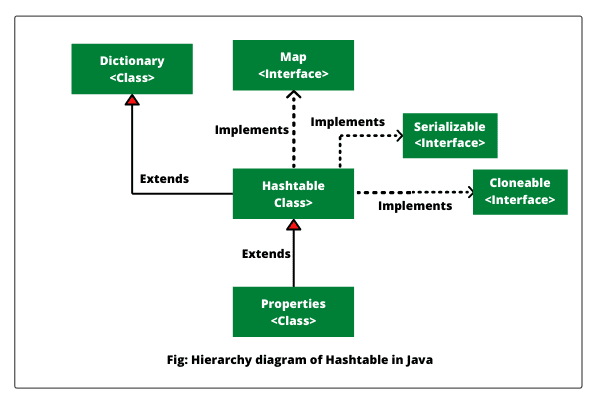 Dictionary
<Class>
Map
<Interface>
Implements
Implements
Serializable
<Interface>
Extends
Hashtable
Class>
Implements
Cloneable
<Interface>
Extends
Properties
<Class>
Fig: Hierarchy diagram of Hashtable in Java